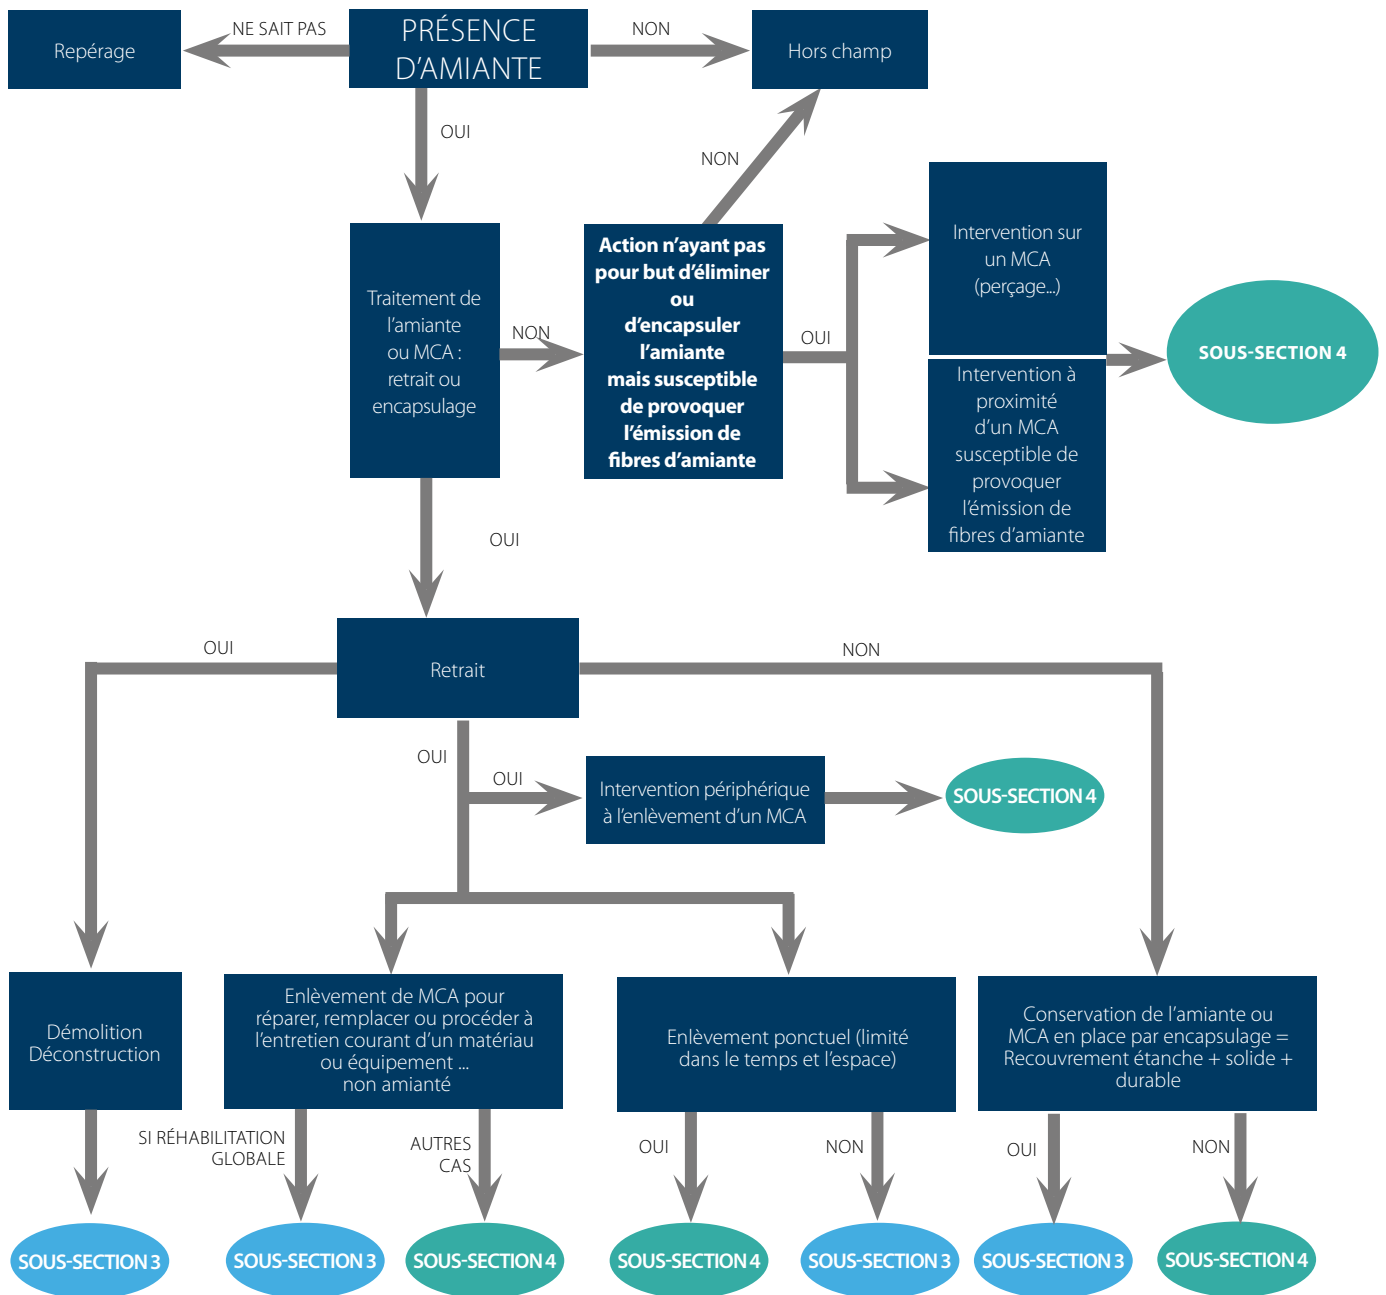 NE SAIT PAS
PRÉSENCE
D'AMIANTE
NON
Repérage
Hors champ
OUI
NON
Traitement de
l'amiante
ou MCA :
retrait ou
encapsulage
NON
Action n'ayant pas
pour but d'éliminer
ou
d'encapsuler
l'amiante
mais susceptible
de provoquer
l'émission de
fibres d'amiante
OUI
Intervention sur
un MCA
(perçage...)
Intervention à
proximité
d'un MCA
susceptible de
provoquer
l'émission de
fibres d'amiante
SOUS-SECTION 4
OUI
OUI
Retrait
NON
OUI
OUI
Intervention périphérique
à l'enlèvement d'un MCA
SOUS-SECTION 4
Démolition
Déconstruction
Enlèvement de MCA pour
réparer, remplacer ou procéder à
l'entretien courant d'un matériau
ou équipement ...
non amianté
Enlèvement ponctuel (limité
dans le temps et l'espace)
Conservation de l'amiante ou
MCA en place par encapsulage =
Recouvrement étanche + solide +
durable
SI RÉHABILITATION
GLOBALE
AUTRES
CAS
OUI
NON
OUI
NON
SOUS-SECTION 3
SOUS-SECTION 3
SOUS-SECTION 4
SOUS-SECTION 4
SOUS-SECTION 3
SOUS-SECTION 3
SOUS-SECTION 4